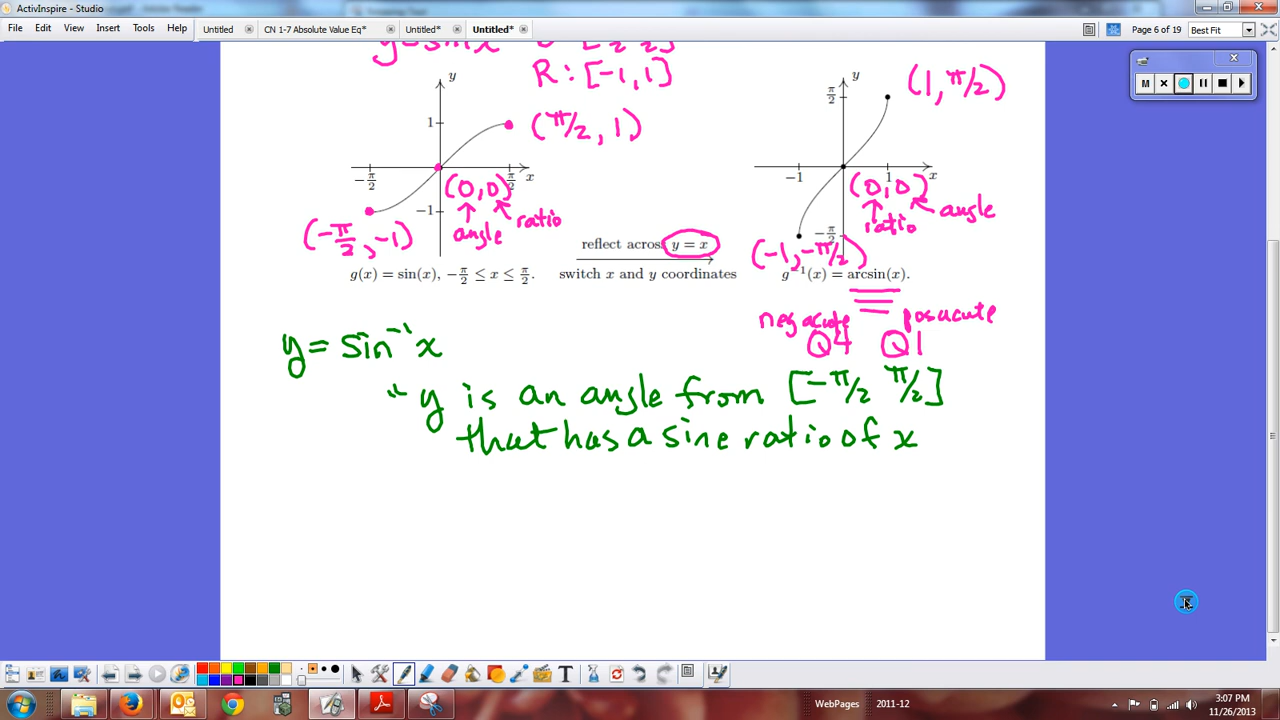 ActivInspire - Studio
File Edit View Insert Tools Help
Untitled CN 1-7 Absolute Value Eq* Untitled* Untitled*
Page 6 of 19 Best Fit
y=sinx
R: [-1, 1]
y
1
-π/2
π/2
x
-1
(π/2, 1)
(0,0)
angle
ratio
(-π/2, -1)
g(x) = sin(x), -π/2 ≤ x ≤ π/2.
reflect across y = x
switch x and y coordinates
y
π/2
(1, π/2)
-1
1
x
(0,0)
ratio
angle
-π/2
(-1, -π/2)
g⁻¹(x) = arcsin(x).
neg acute pos acute
Q4 Q1
y = sin⁻¹ x
" y is an angle from [-π/2 π/2]
that has a sine ratio of x
WebPages 2011-12
3:07 PM
11/26/2013